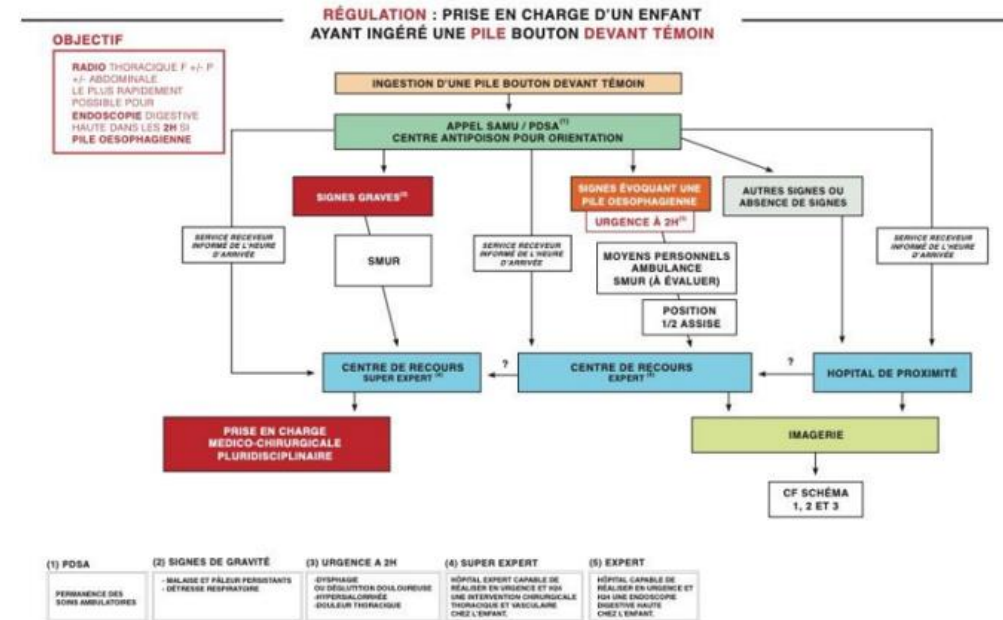 RÉGULATION : PRISE EN CHARGE D'UN ENFANT
AYANT INGÉRÉ UNE PILE BOUTON DEVANT TÉMOIN
OBJECTIF
RADIO THORACIQUE F +/- P
+/- ABDOMINALE
LE PLUS RAPIDEMENT
POSSIBLE POUR
ENDOSCOPIE DIGESTIVE
HAUTE DANS LES 2H SI
PILE OESOPHAGIENNE
INGESTION D'UNE PILE BOUTON DEVANT TÉMOIN
APPEL SAMU / PDSA(1)
CENTRE ANTIPOISON POUR ORIENTATION
SIGNES GRAVES(2)
SIGNES ÉVOQUANT UNE
PILE OESOPHAGIENNE
URGENCE À 2H(3)
AUTRES SIGNES OU
ABSENCE DE SIGNES
SERVICE RECEVEUR
INFORMÉ DE L'HEURE
D'ARRIVÉE
SMUR
SERVICE RECEVEUR
INFORMÉ DE L'HEURE
D'ARRIVÉE
MOYENS PERSONNELS
AMBULANCE
SMUR (À ÉVALUER)
SERVICE RECEVEUR
INFORMÉ DE L'HEURE
D'ARRIVÉE
POSITION
1/2 ASSISE
CENTRE DE RECOURS
SUPER EXPERT (4)
?
CENTRE DE RECOURS
EXPERT (5)
?
HOPITAL DE PROXIMITÉ
PRISE EN CHARGE
MEDICO-CHIRURGICALE
PLURIDISCIPLINAIRE
IMAGERIE
CF SCHÉMA
1, 2 ET 3
(1) PDSA
PERMANENCE DES
SOINS AMBULATOIRES
(2) SIGNES DE GRAVITÉ
- MALAISE ET PÂLEUR PERSISTANTS
- DÉTRESSE RESPIRATOIRE
(3) URGENCE A 2H
-DYSPHAGIE
OU DÉGLUTITION DOULOUREUSE
-HYPERSIALORRHÉE
-DOULEUR THORACIQUE
(4) SUPER EXPERT
HÔPITAL EXPERT CAPABLE DE
RÉALISER EN URGENCE ET H24
UNE INTERVENTION CHIRURGICALE
THORACIQUE ET VASCULAIRE
CHEZ L'ENFANT.
(5) EXPERT
HÔPITAL CAPABLE DE
RÉALISER EN URGENCE ET
H24 UNE ENDOSCOPIE
DIGESTIVE HAUTE
CHEZ L'ENFANT.